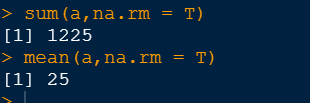 > sum(a,na.rm = T)
[1] 1225
> mean(a,na.rm = T)
[1] 25
>